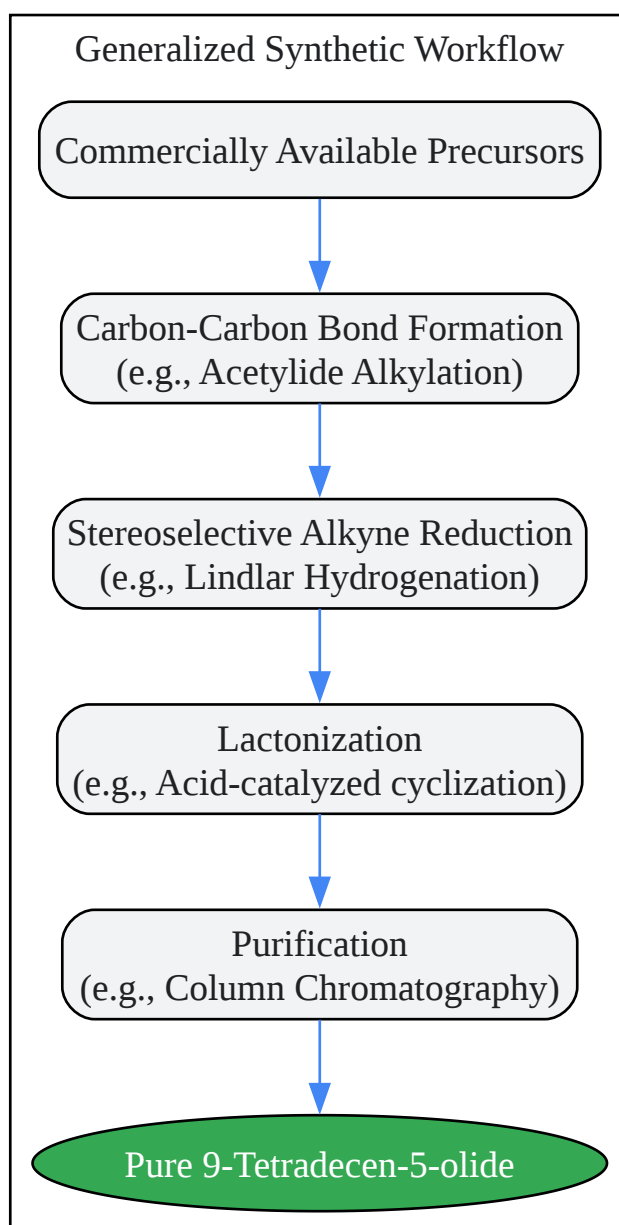 Generalized Synthetic Workflow
Commercially Available Precursors
Carbon-Carbon Bond Formation
(e.g., Acetylide Alkylation)
Stereoselective Alkyne Reduction
(e.g., Lindlar Hydrogenation)
Lactonization
(e.g., Acid-catalyzed cyclization)
Purification
(e.g., Column Chromatography)
Pure 9-Tetradecen-5-olide